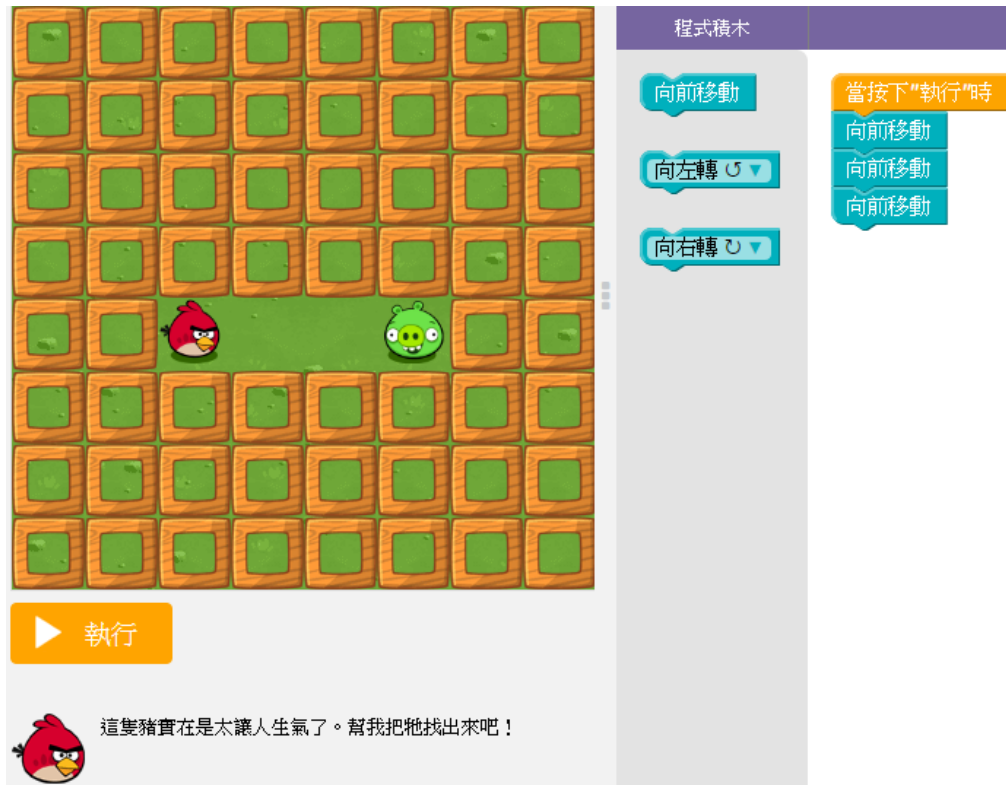 程式積木
向前移動
向左轉 ↺ ▼
向右轉 ↻ ▼
當按下"執行"時
向前移動
向前移動
向前移動
執行
這隻豬實在是太讓人生氣了。幫我把牠找出來吧！